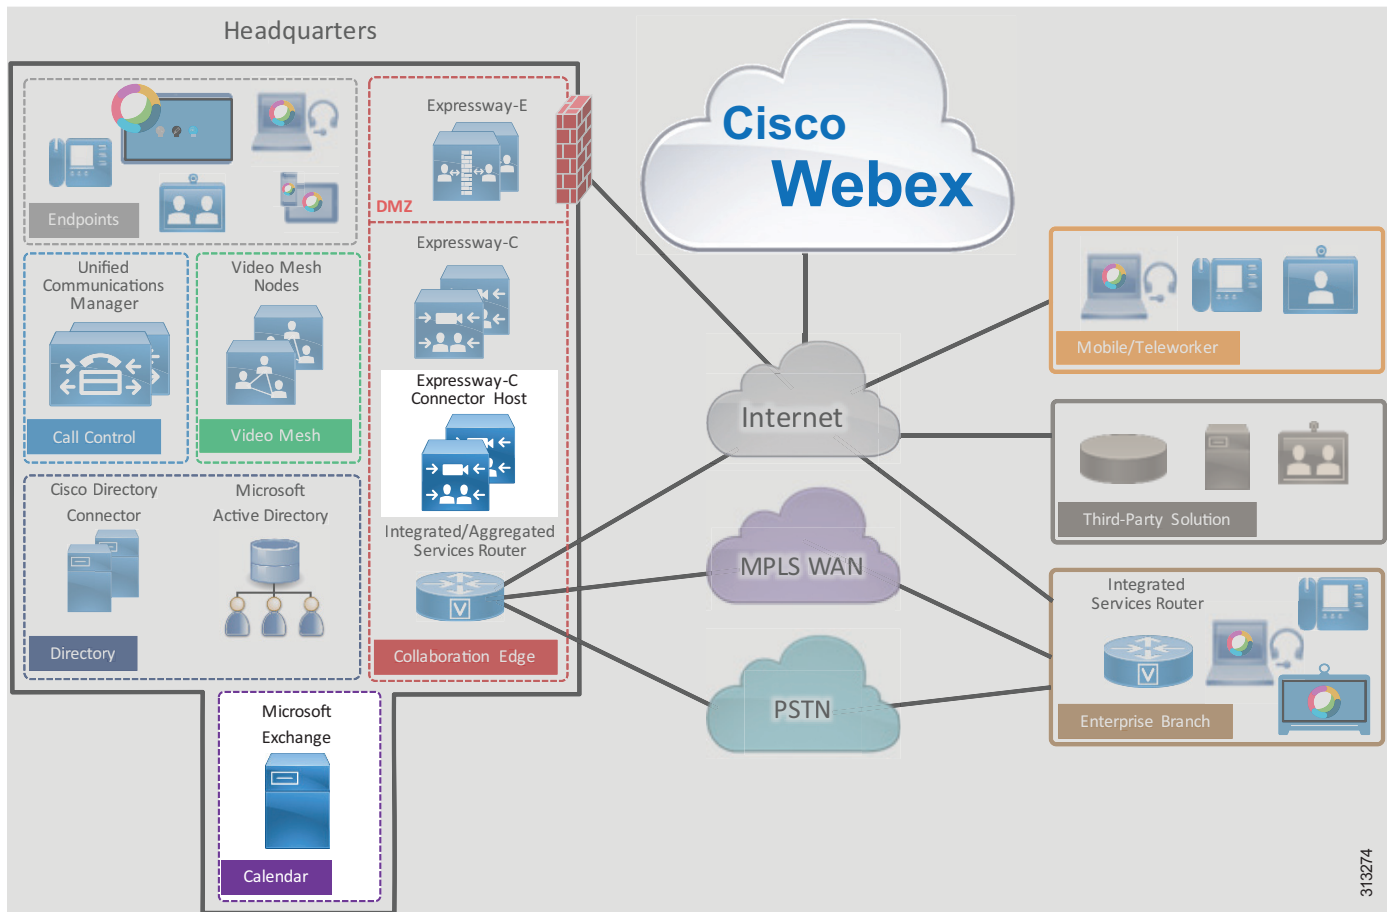 Headquarters
Endpoints
Expressway-E
DMZ
Cisco
Webex
Unified
Communications
Manager
Call Control
Video Mesh
Nodes
Video Mesh
Expressway-C
Expressway-C
Connector Host
Integrated/Aggregated
Services Router
V
Collaboration Edge
Cisco Directory
Connector
Microsoft
Active Directory
Directory
Microsoft
Exchange
Calendar
Internet
MPLS WAN
PSTN
Mobile/Teleworker
Third-Party Solution
Integrated
Services Router
V
Enterprise Branch
313274